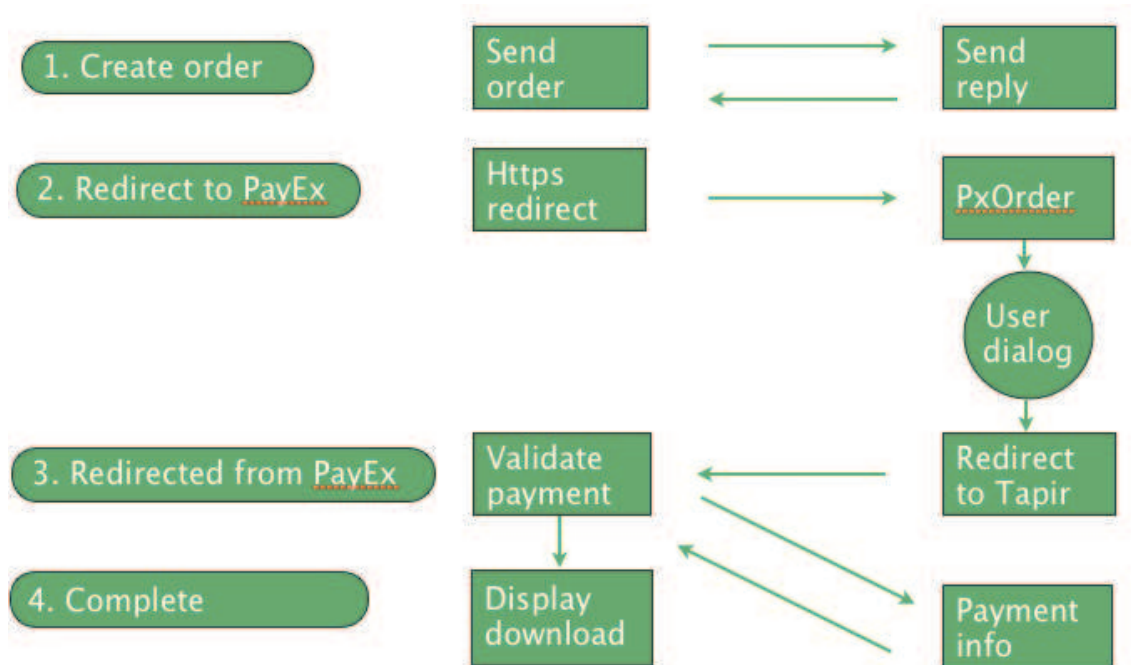 1. Create order
Send
order
Send
reply
2. Redirect to PayEx
Https
redirect
PxOrder
User
dialog
3. Redirected from PayEx
Validate
payment
Redirect
to Tapir
4. Complete
Display
download
Payment
info